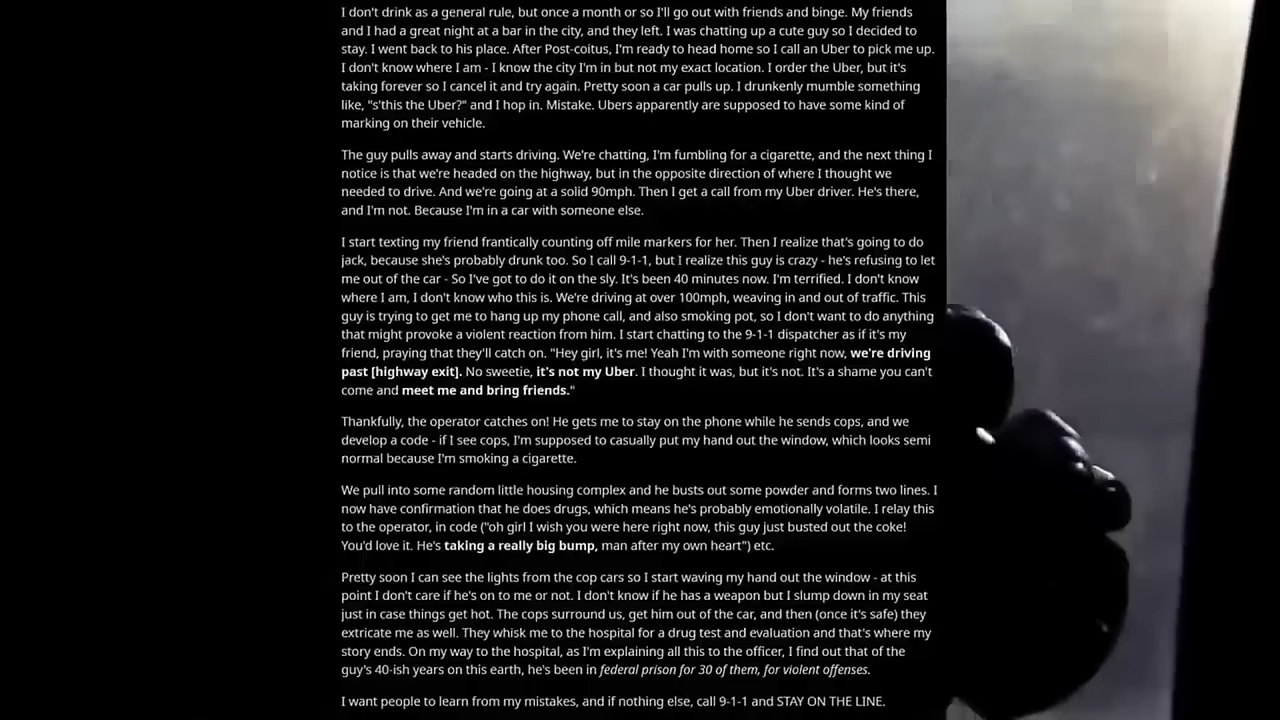 I don't drink as a general rule, but once a month or so I'll go out with friends and binge. My friends
and I had a great night at a bar in the city, and they left. I was chatting up a cute guy so I decided to
stay. I went back to his place. After Post-coitus, I'm ready to head home so I call an Uber to pick me up.
I don't know where I am - I know the city I'm in but not my exact location. I order the Uber, but it's
taking forever so I cancel it and try again. Pretty soon a car pulls up. I drunkenly mumble something
like, "s'this the Uber?" and I hop in. Mistake. Ubers apparently are supposed to have some kind of
marking on their vehicle.
The guy pulls away and starts driving. We're chatting, I'm fumbling for a cigarette, and the next thing I
notice is that we're headed on the highway, but in the opposite direction of where I thought we
needed to drive. And we're going at a solid 90mph. Then I get a call from my Uber driver. He's there,
and I'm not. Because I'm in a car with someone else.
I start texting my friend frantically counting off mile markers for her. Then I realize that's going to do
jack, because she's probably drunk too. So I call 9-1-1, but I realize this guy is crazy - he's refusing to let
me out of the car - So I've got to do it on the sly. It's been 40 minutes now. I'm terrified. I don't know
where I am, I don't know who this is. We're driving at over 100mph, weaving in and out of traffic. This
guy is trying to get me to hang up my phone call, and also smoking pot, so I don't want to do anything
that might provoke a violent reaction from him. I start chatting to the 9-1-1 dispatcher as if it's my
friend, praying that they'll catch on. "Hey girl, it's me! Yeah I'm with someone right now, we're driving
past [highway exit]. No sweetie, it's not my Uber. I thought it was, but it's not. It's a shame you can't
come and meet me and bring friends."
Thankfully, the operator catches on! He gets me to stay on the phone while he sends cops, and we
develop a code - if I see cops, I'm supposed to casually put my hand out the window, which looks semi
normal because I'm smoking a cigarette.
We pull into some random little housing complex and he busts out some powder and forms two lines. I
now have confirmation that he does drugs, which means he's probably emotionally volatile. I relay this
to the operator, in code ("oh girl I wish you were here right now, this guy just busted out the coke!
You'd love it. He's taking a really big bump, man after my own heart") etc.
Pretty soon I can see the lights from the cop cars so I start waving my hand out the window - at this
point I don't care if he's on to me or not. I don't know if he has a weapon but I slump down in my seat
just in case things get hot. The cops surround us, get him out of the car, and then (once it's safe) they
extricate me as well. They whisk me to the hospital for a drug test and evaluation and that's where my
story ends. On my way to the hospital, as I'm explaining all this to the officer, I find out that of the
guy's 40-ish years on this earth, he's been in federal prison for 30 of them, for violent offenses.
I want people to learn from my mistakes, and if nothing else, call 9-1-1 and STAY ON THE LINE.